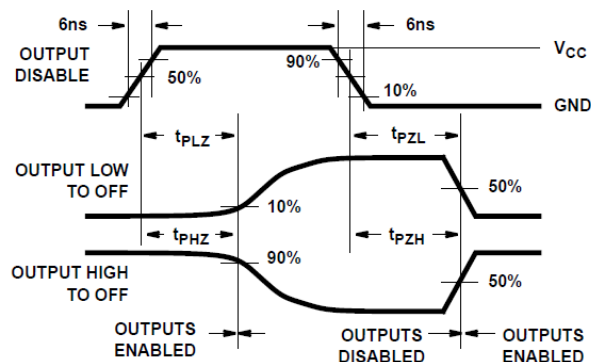 6ns
6ns
OUTPUT
DISABLE
50%
90%
10%
VCC
GND
tPLZ
tPZL
OUTPUT LOW
TO OFF
10%
50%
tPHZ
tPZH
OUTPUT HIGH
TO OFF
90%
50%
OUTPUTS
ENABLED
OUTPUTS
DISABLED
OUTPUTS
ENABLED